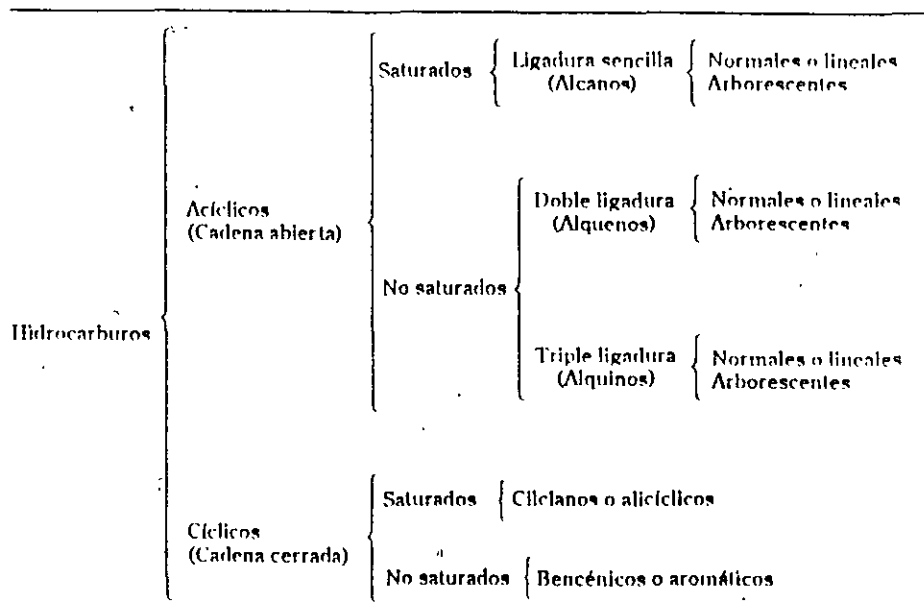 Hidrocarburos
Acíclicos
(Cadena abierta)
Saturados
Ligadura sencilla
(Alcanos)
Normales o lineales
Arborescentes
No saturados
Doble ligadura
(Alquenos)
Normales o lineales
Arborescentes
Triple ligadura
(Alquinos)
Normales o lineales
Arborescentes
Cíclicos
(Cadena cerrada)
Saturados
Cilclanos o alicíclicos
No saturados
Bencénicos o aromáticos